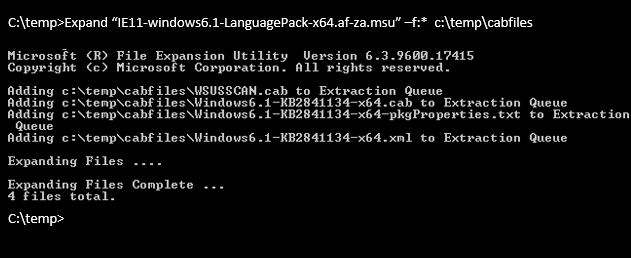 C:\temp>Expand “IE11-windows6.1-LanguagePack-x64.af-za.msu” –f:* c:\temp\cabfiles
Microsoft (R) File Expansion Utility Version 6.3.9600.17415
Copyright (c) Microsoft Corporation. All rights reserved.
Adding c:\temp\cabfiles\WSUSSCAN.cab to Extraction Queue
Adding c:\temp\cabfiles\Windows6.1-KB2841134-x64.cab to Extraction Queue
Adding c:\temp\cabfiles\Windows6.1-KB2841134-x64-pkgProperties.txt to Extraction
Queue
Adding c:\temp\cabfiles\Windows6.1-KB2841134-x64.xml to Extraction Queue
Expanding Files ....
Expanding Files Complete ...
4 files total.
C:\temp>